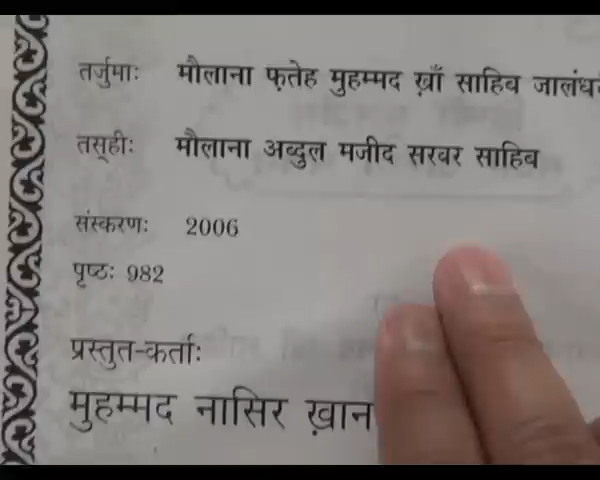 तर्जुमाः मौलाना फ़तेह मुहम्मद ख़ाँ साहिब
तस्हीः मौलाना अब्दुल मजीद सरवर साहिब
संस्करणः 2006
पृष्ठः 982
प्रस्तुत-कर्ताः
मुहम्मद नासिर ख़ान